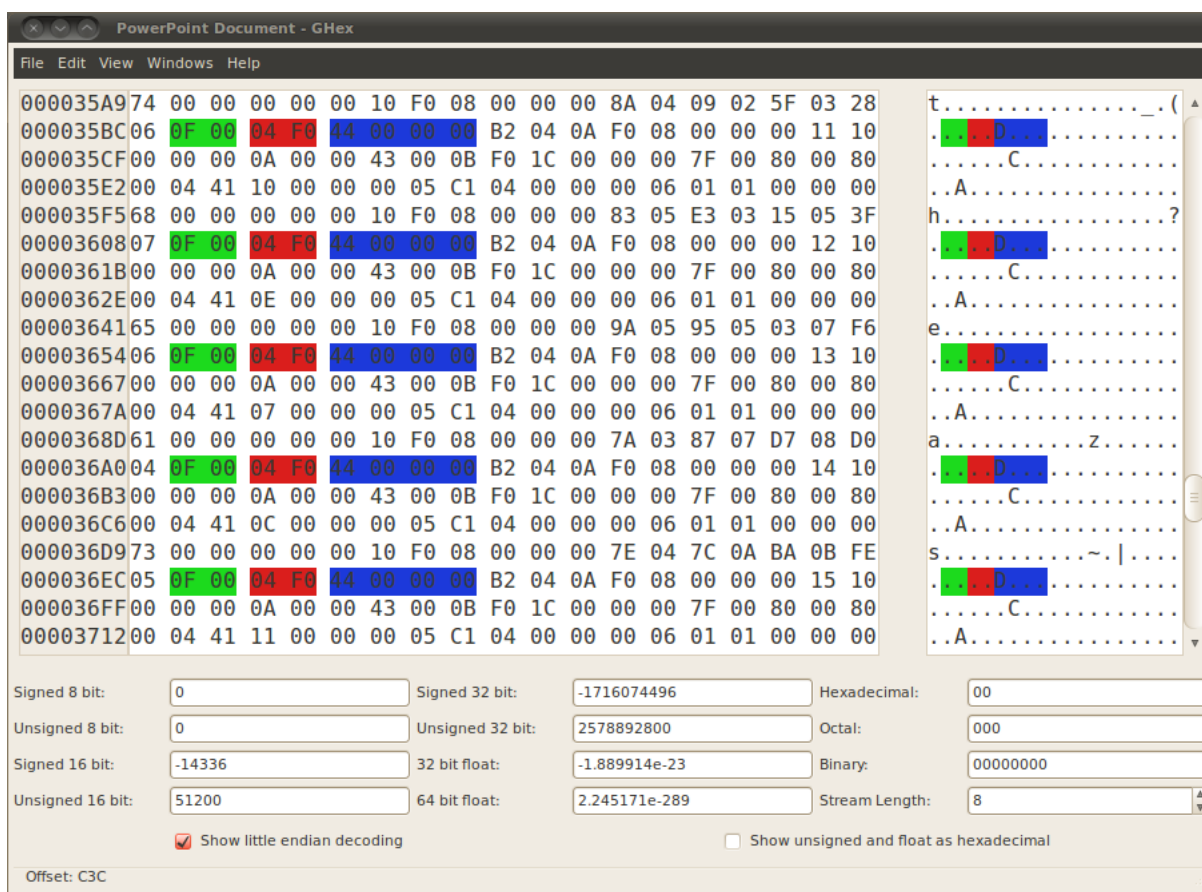 PowerPoint Document - GHex
File Edit View Windows Help
000035A9 74 00 00 00 00 00 10 F0 08 00 00 00 8A 04 09 02 5F 03 28 t................_.(
000035BC 06 0F 00 04 F0 44 00 00 00 B2 04 0A F0 08 00 00 00 11 10 .....D.............
000035CF 00 00 00 0A 00 00 43 00 0B F0 1C 00 00 00 7F 00 80 00 80 ......C............
000035E2 00 04 41 10 00 00 00 05 C1 04 00 00 00 06 01 01 00 00 00 ..A................
000035F5 68 00 00 00 00 00 10 F0 08 00 00 00 83 05 E3 03 15 05 3F h.................?
00003608 07 0F 00 04 F0 44 00 00 00 B2 04 0A F0 08 00 00 00 12 10 .....D.............
0000361B 00 00 00 0A 00 00 43 00 0B F0 1C 00 00 00 7F 00 80 00 80 ......C............
0000362E 00 04 41 0E 00 00 00 05 C1 04 00 00 00 06 01 01 00 00 00 ..A................
00003641 65 00 00 00 00 00 10 F0 08 00 00 00 9A 05 95 05 03 07 F6 e..................
00003654 06 0F 00 04 F0 44 00 00 00 B2 04 0A F0 08 00 00 00 13 10 .....D.............
00003667 00 00 00 0A 00 00 43 00 0B F0 1C 00 00 00 7F 00 80 00 80 ......C............
0000367A 00 04 41 07 00 00 00 05 C1 04 00 00 00 06 01 01 00 00 00 ..A................
0000368D 61 00 00 00 00 00 10 F0 08 00 00 00 7A 03 87 07 D7 08 D0 a...........z......
000036A0 04 0F 00 04 F0 44 00 00 00 B2 04 0A F0 08 00 00 00 14 10 .....D.............
000036B3 00 00 00 0A 00 00 43 00 0B F0 1C 00 00 00 7F 00 80 00 80 ......C............
000036C6 00 04 41 0C 00 00 00 05 C1 04 00 00 00 06 01 01 00 00 00 ..A................
000036D9 73 00 00 00 00 00 10 F0 08 00 00 00 7E 04 7C 0A BA 0B FE s...........~.|....
000036EC 05 0F 00 04 F0 44 00 00 00 B2 04 0A F0 08 00 00 00 15 10 .....D.............
000036FF 00 00 00 0A 00 00 43 00 0B F0 1C 00 00 00 7F 00 80 00 80 ......C............
00003712 00 04 41 11 00 00 00 05 C1 04 00 00 00 06 01 01 00 00 00 ..A................
Signed 8 bit: 0 Signed 32 bit: -1716074496 Hexadecimal: 00
Unsigned 8 bit: 0 Unsigned 32 bit: 2578892800 Octal: 000
Signed 16 bit: -14336 32 bit float: -1.889914e-23 Binary: 00000000
Unsigned 16 bit: 51200 64 bit float: 2.245171e-289 Stream Length: 8
Show little endian decoding Show unsigned and float as hexadecimal
Offset: C3C